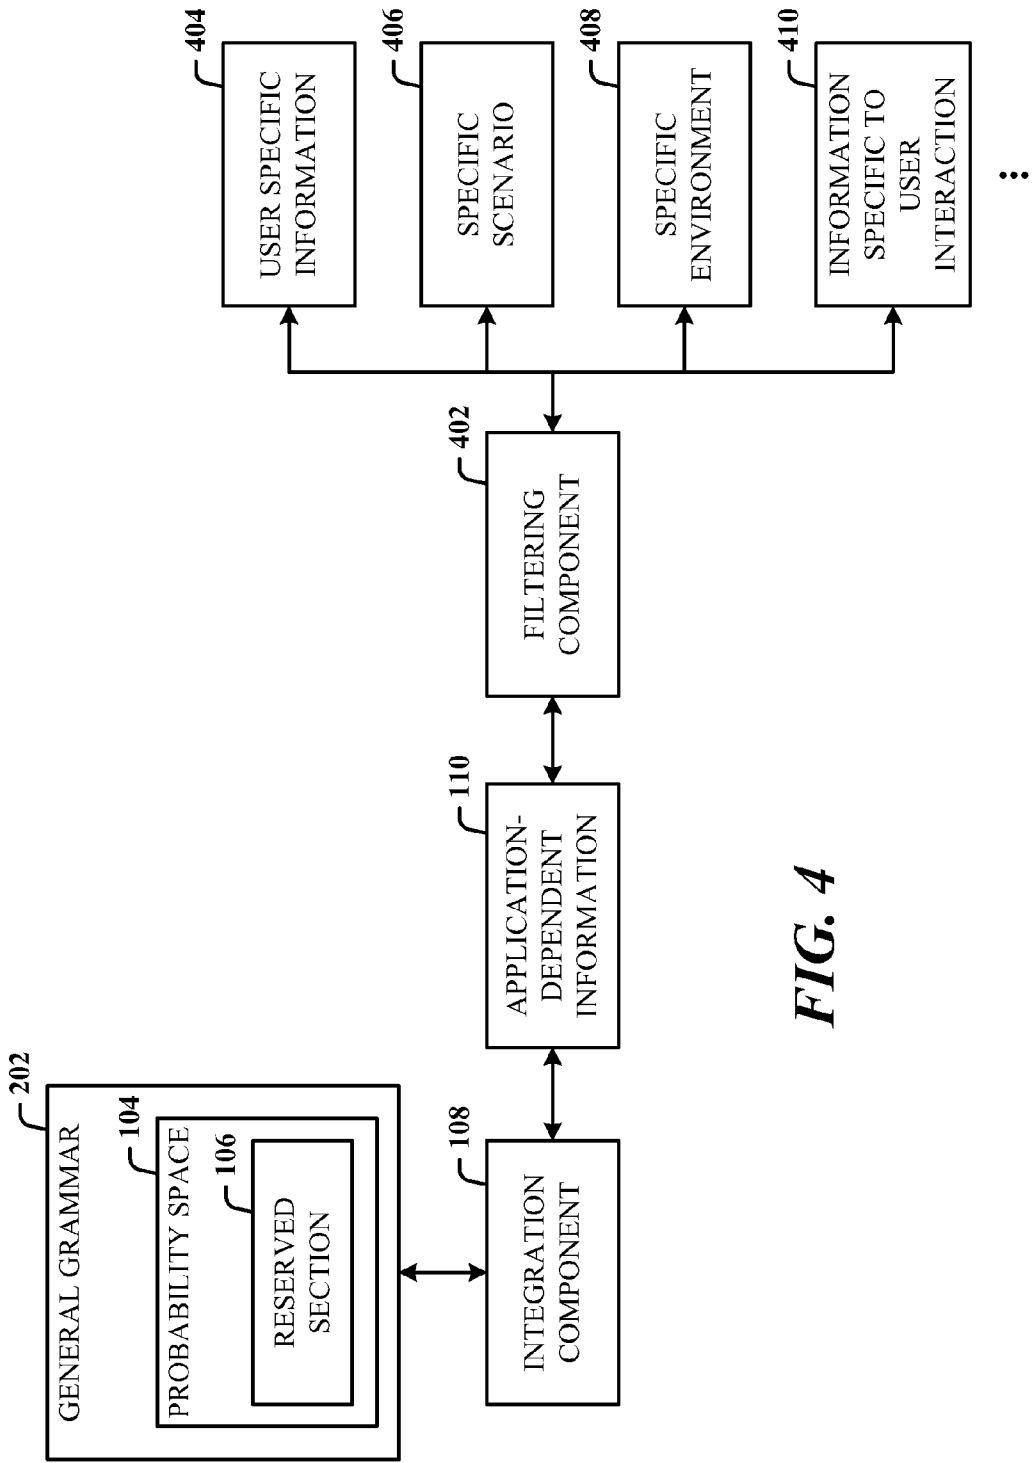 GENERAL GRAMMAR
202
PROBABILITY SPACE
104
RESERVED
SECTION
106
INTEGRATION
COMPONENT
108
APPLICATION-
DEPENDENT
INFORMATION
110
FILTERING
COMPONENT
402
USER SPECIFIC
INFORMATION
404
SPECIFIC
SCENARIO
406
SPECIFIC
ENVIRONMENT
408
INFORMATION
SPECIFIC TO
USER
INTERACTION
410
...
FIG. 4